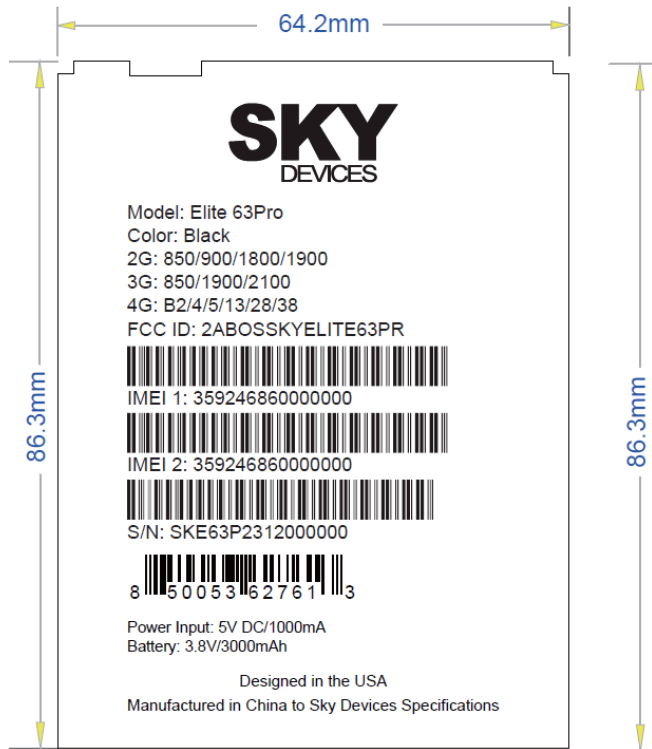 64.2mm
SKY
DEVICES
Model: Elite 63Pro
Color: Black
2G: 850/900/1800/1900
3G: 850/1900/2100
4G: B2/4/5/13/28/38
FCC ID: 2ABOSSKYELITE63PR
IMEI 1: 359246860000000
IMEI 2: 359246860000000
S/N: SKE63P2312000000
8 50053 62761 3
Power Input: 5V DC/1000mA
Battery: 3.8V/3000mAh
Designed in the USA
Manufactured in China to Sky Devices Specifications
86.3mm
86.3mm